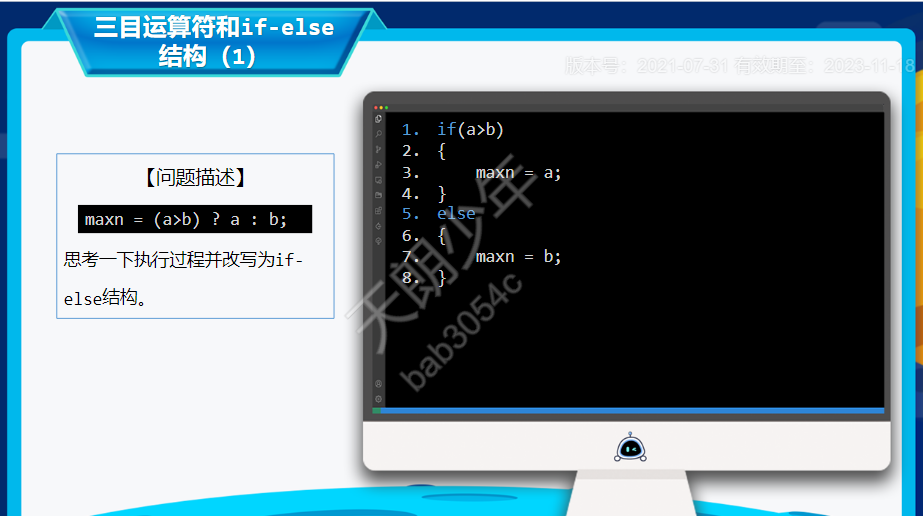 三目运算符和if-else
结构（1）
版本号：2021-07-31 有效期至：2023-11-18
【问题描述】
maxn = (a>b) ? a : b;
思考一下执行过程并改写为if-
else结构。
1. if(a>b)
2. {
3. maxn = a;
4. }
5. else
6. {
7. maxn = b;
8. }
天朗少年
bab3054c